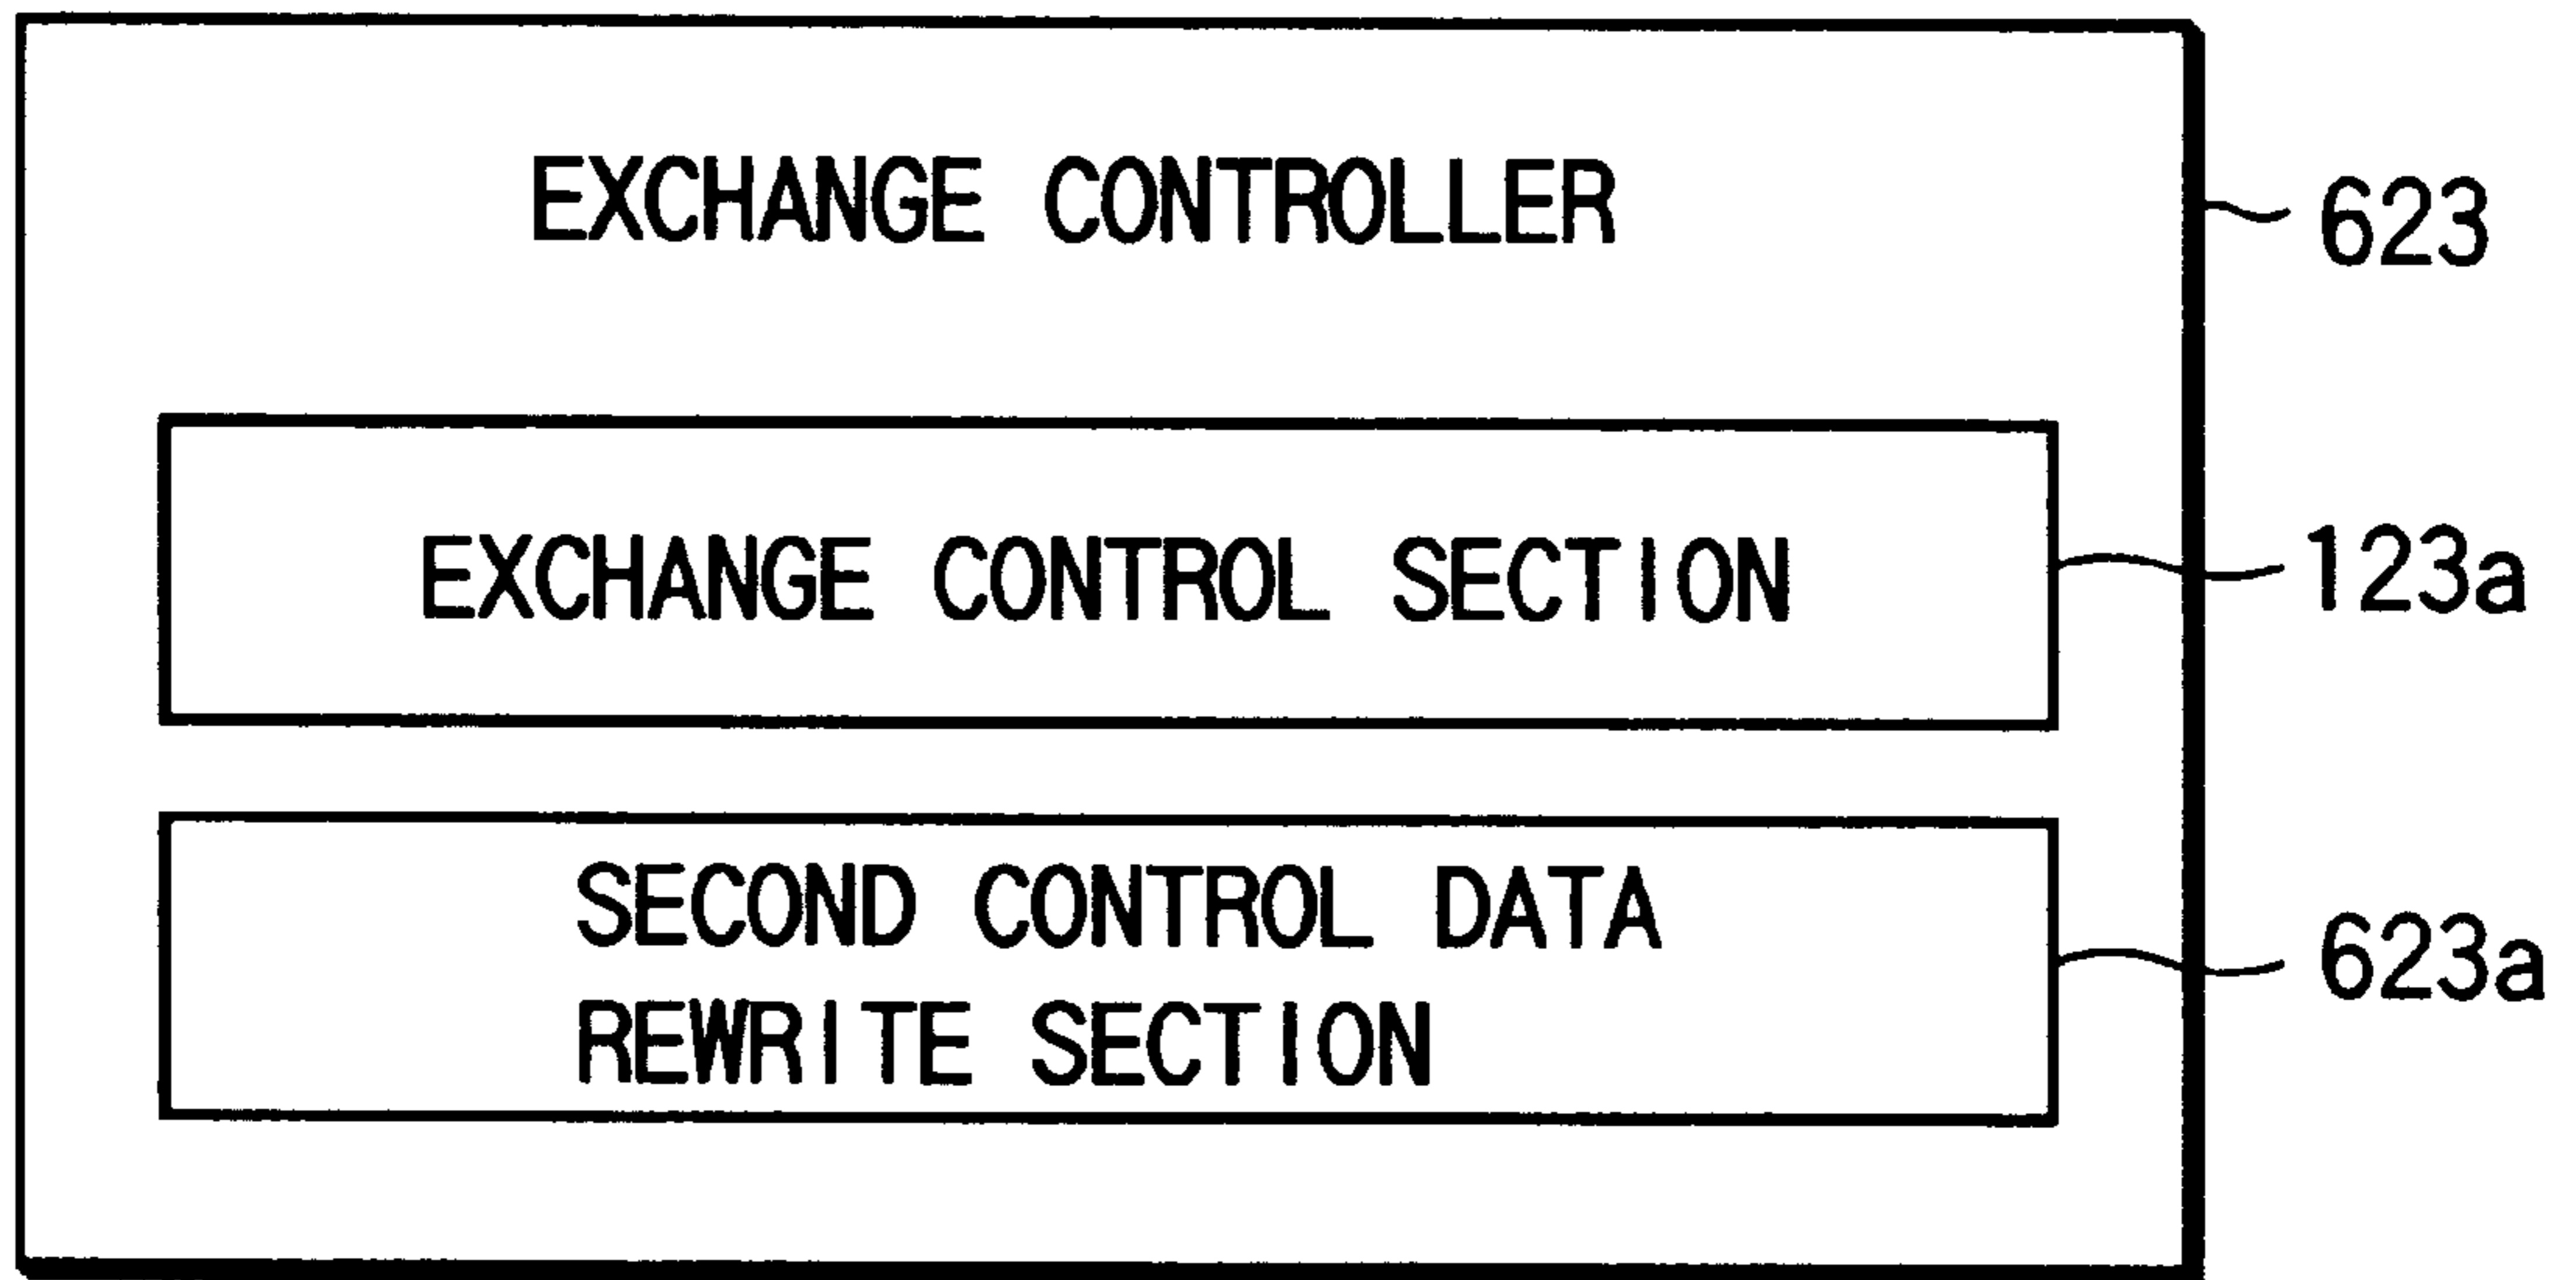 EXCHANGE CONTROLLER
623
EXCHANGE CONTROL SECTION
123a
SECOND CONTROL DATA
REWRITE SECTION
623a